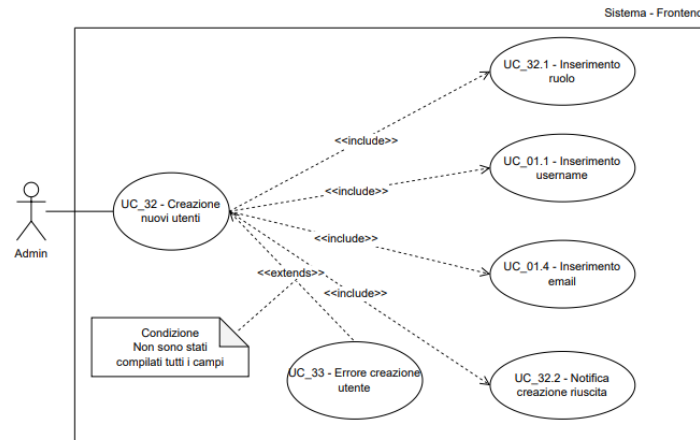 Sistema - Frontend
UC_32.1 - Inserimento
ruolo
<<include>>
UC_01.1 - Inserimento
username
<<include>>
UC_32 - Creazione
nuovi utenti
Admin
<<include>>
UC_01.4 - Inserimento
email
<<extends>>
<<include>>
Condizione
Non sono stati
compilati tutti i campi
UC_33 - Errore creazione
utente
UC_32.2 - Notifica
creazione riuscita